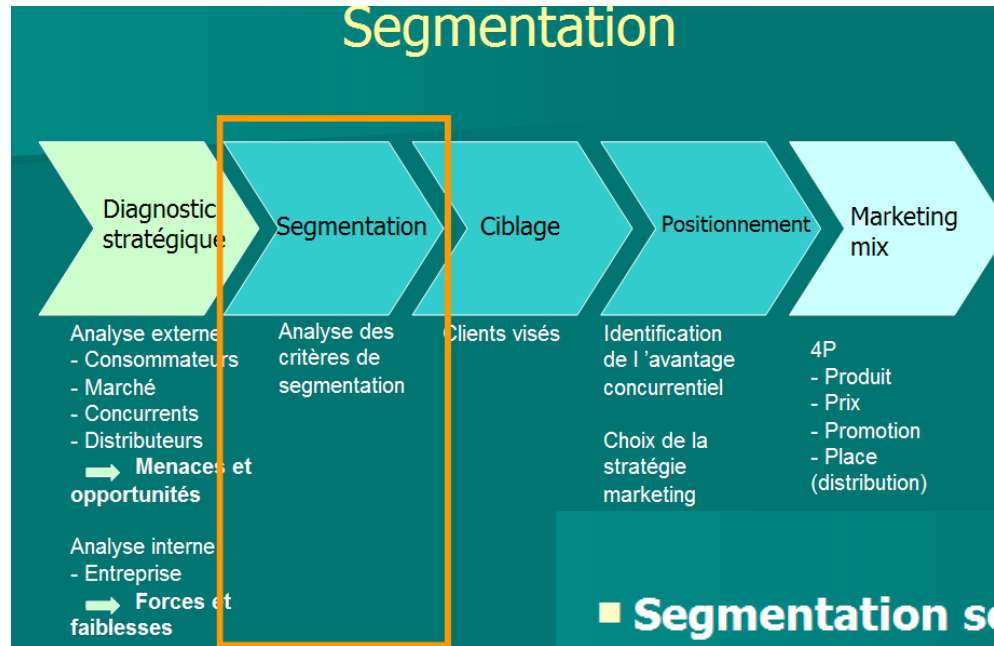 Segmentation
Diagnostic
stratégique
Segmentation
Ciblage
Positionnement
Marketing
mix
Analyse externe
- Consommateurs
- Marché
- Concurrents
- Distributeurs
Menaces et
opportunités
Analyse interne
- Entreprise
Forces et
faiblesses
Analyse des
critères de
segmentation
Clients visés
Identification
de l 'avantage
concurrentiel
Choix de la
stratégie
marketing
4P
- Produit
- Prix
- Promotion
- Place
(distribution)
Segmentation